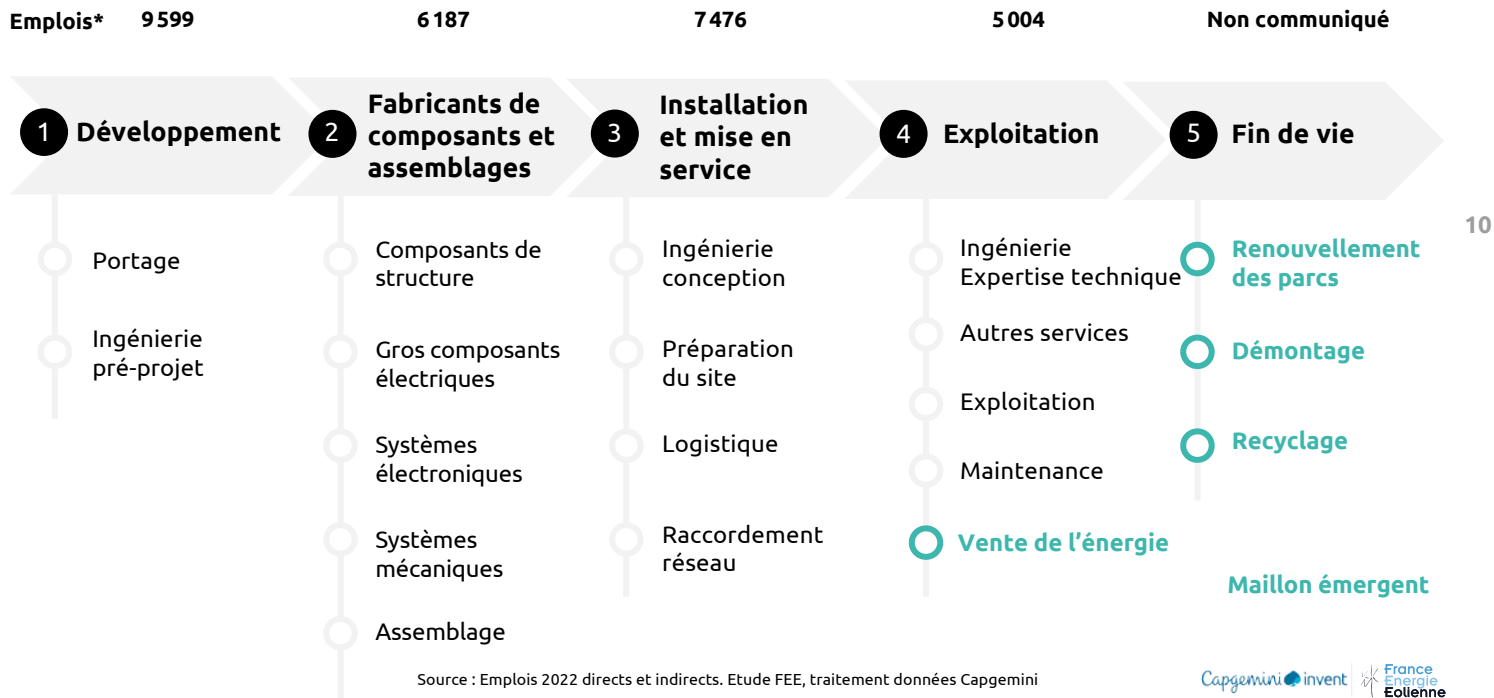 Emplois* 9 599 6 187 7 476 5 004 Non communiqué
1 Développement
2 Fabricants de
composants et
assemblages
3 Installation
et mise en
service
4 Exploitation
5 Fin de vie
10
Portage
Ingénierie
pré-projet
Composants de
structure
Gros composants
électriques
Systèmes
électroniques
Systèmes
mécaniques
Assemblage
Ingénierie
conception
Préparation
du site
Logistique
Raccordement
réseau
Ingénierie
Expertise technique
Autres services
Exploitation
Maintenance
Vente de l’énergie
Renouvellement
des parcs
Démontage
Recyclage
Maillon émergent
Source : Emplois 2022 directs et indirects. Etude FEE, traitement données Capgemini
Capgemini invent
France
Energie
Eolienne